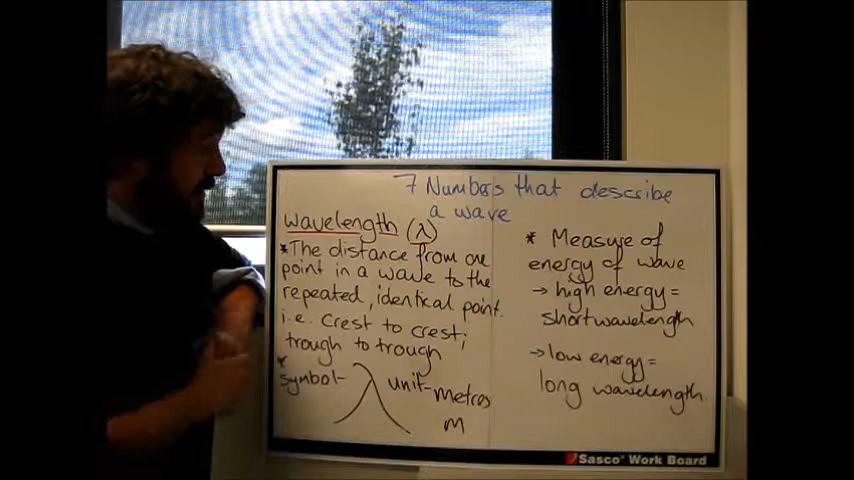 7 Numbers that describe
a wave
wavelength (λ)
*The distance from one
point in a wave to the
repeated, identical point.
i.e. crest to crest;
trough to trough
*
symbol- λ unit-metres
m
* Measure of
energy of wave
→ high energy =
short wavelength
→ low energy =
long wavelength.
Sasco Work Board